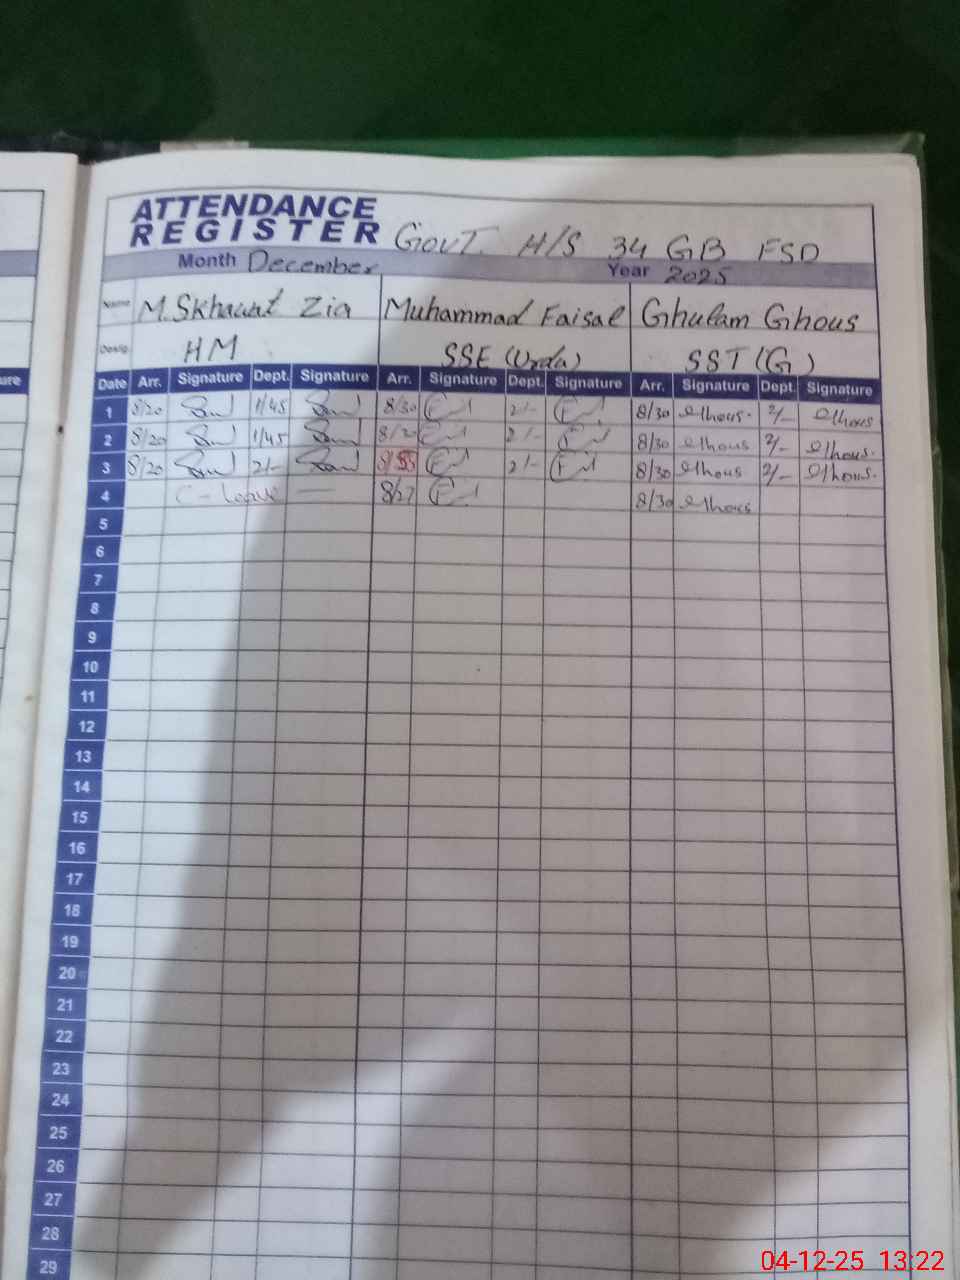 ATTENDANCE
REGISTER Govt. H/S 34 GB FSD
Month December Year 2025
Name M. Zia Muhammad Faisal Ghulam Ghous
Desig. HM SSE (Urdu) SST (G)
ure
Date Arr. Signature Dept. Signature Arr. Signature Dept. Signature Arr. Signature Dept. Signature
1 8/20 1/45 8/30 2/- 8/30 Ghous. 2/- Ghous
2 8/20 1/45 2/- 8/30 Ghous 2/- Ghous.
3 8/20 2/- 2/- 8/30 Ghous 2/- Ghous.
4 C-leave — 8/27 8/30 Ghous
5
6
7
8
9
10
11
12
13
14
15
16
17
18
19
20
21
22
23
24
25
26
27
28
29
04-12-25 13:22